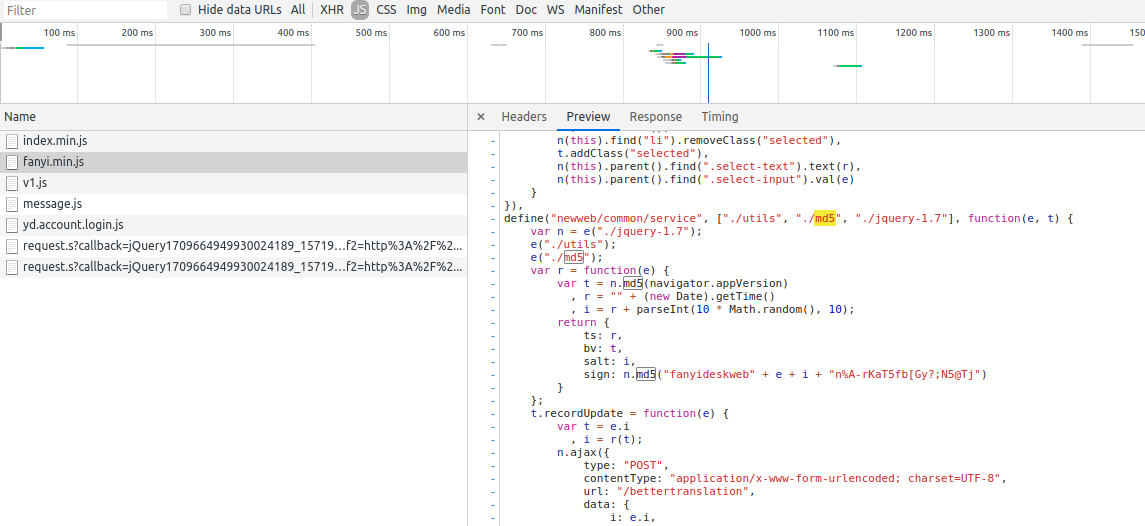 Filter
Hide data URLs All XHR JS CSS Img Media Font Doc WS Manifest Other
100 ms 200 ms 300 ms 400 ms 500 ms 600 ms 700 ms 800 ms 900 ms 1000 ms 1100 ms 1200 ms 1300 ms 1400 ms 150
Name
× Headers Preview Response Timing
index.min.js
fanyi.min.js
v1.js
message.js
yd.account.login.js
request.s?callback=jQuery1709664949930024189_15719...f2=http%3A%2F%2...
request.s?callback=jQuery1709664949930024189_15719...f2=http%3A%2F%2...
- n(this).find("li").removeClass("selected"),
- t.addClass("selected"),
- n(this).parent().find(".select-text").text(r),
- n(this).parent().find(".select-input").val(e)
- }
- }),
- define("newweb/common/service", ["./utils", "./md5", "./jquery-1.7"], function(e, t) {
- var n = e("./jquery-1.7");
- e("./utils");
- e("./md5");
- var r = function(e) {
- var t = n.md5(navigator.appVersion)
- , r = "" + (new Date).getTime()
- , i = r + parseInt(10 * Math.random(), 10);
- return {
- ts: r,
- bv: t,
- salt: i,
- sign: n.md5("fanyideskweb" + e + i + "n%A-rKaT5fb[Gy?;N5@Tj")
- }
- };
- t.recordUpdate = function(e) {
- var t = e.i
- , i = r(t);
- n.ajax({
- type: "POST",
- contentType: "application/x-www-form-urlencoded; charset=UTF-8",
- url: "/bettertranslation",
- data: {
- i: e.i,